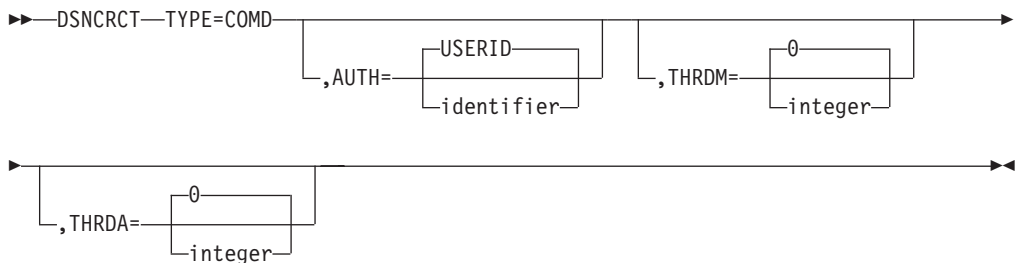 DSNCRCT TYPE=COMD
USERID 0
,AUTH= ,THRDM=
identifier integer
0
,THRDA=
integer